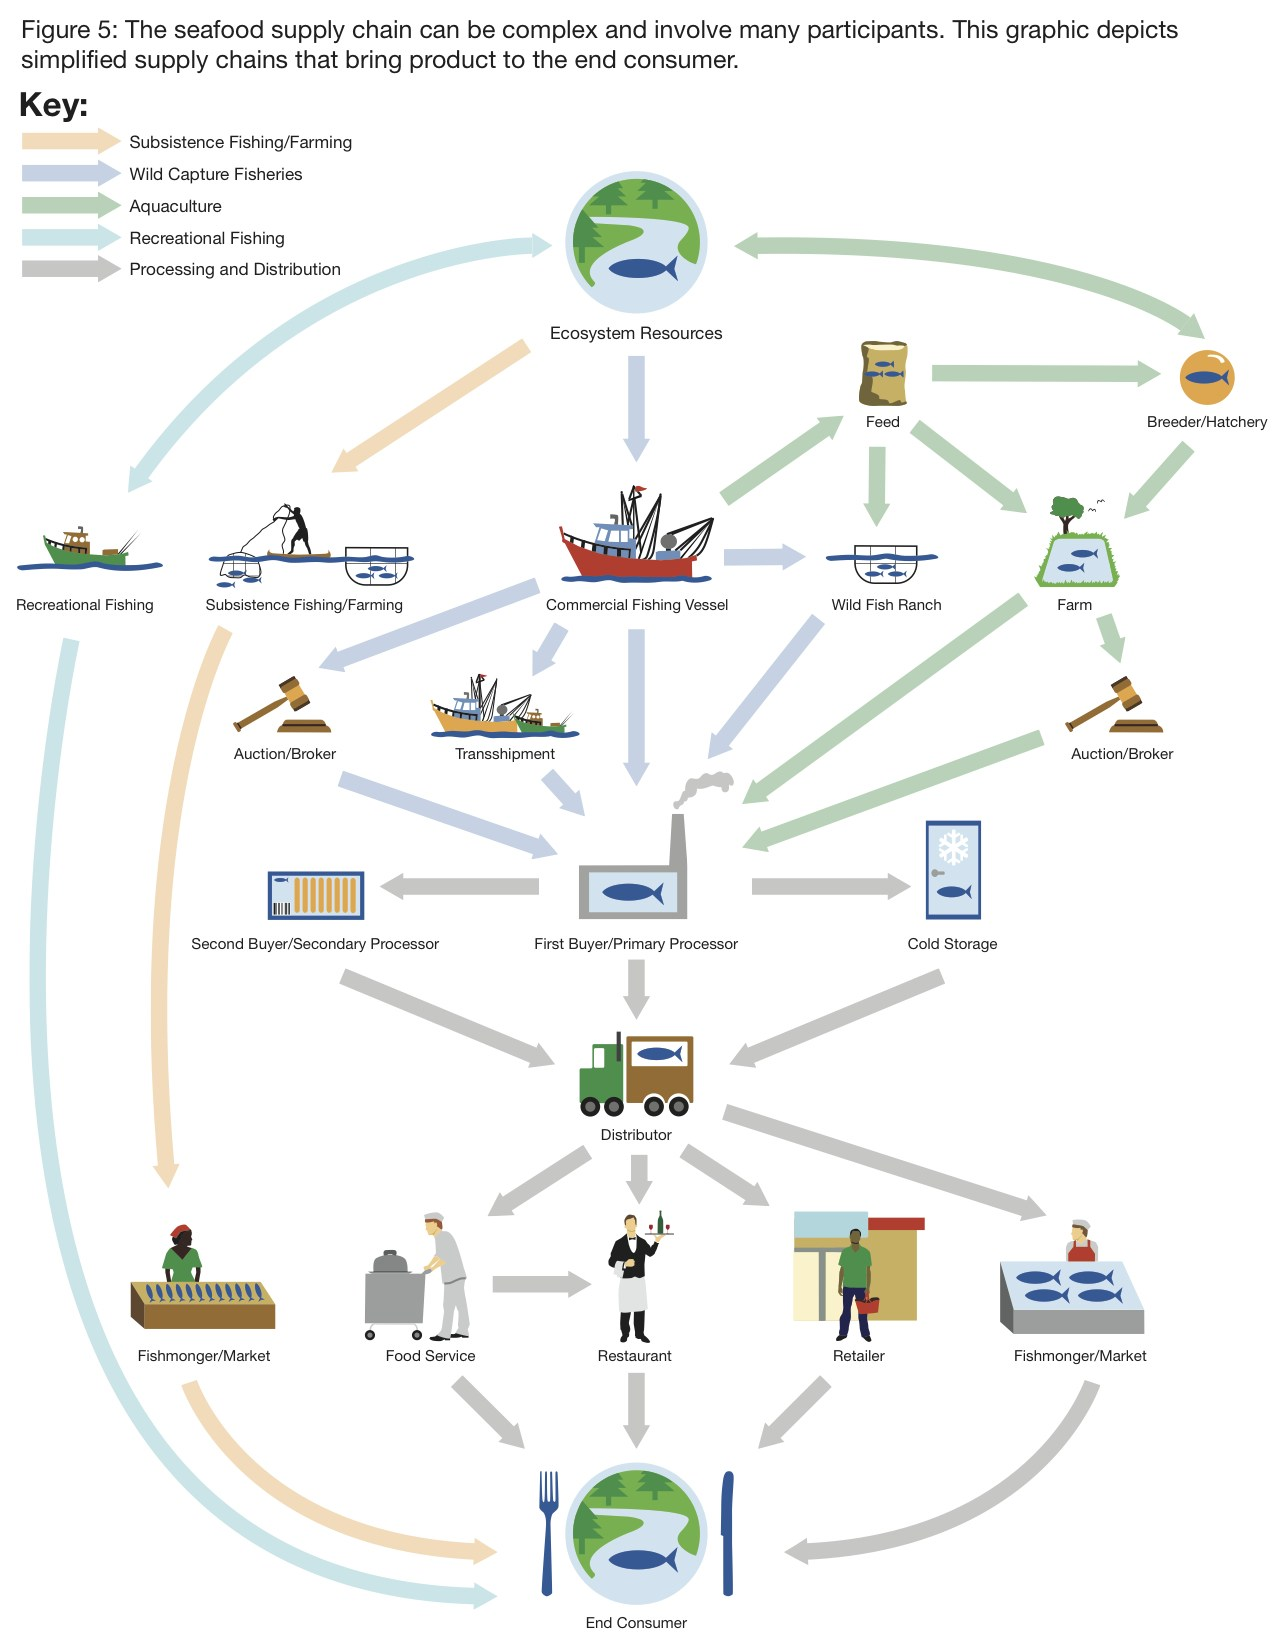 Figure 5: The seafood supply chain can be complex and involve many participants. This graphic depicts
simplified supply chains that bring product to the end consumer.
Key:
Subsistence Fishing/Farming
Wild Capture Fisheries
Aquaculture
Recreational Fishing
Processing and Distribution
Ecosystem Resources
Feed
Breeder/Hatchery
Recreational Fishing
Subsistence Fishing/Farming
Commercial Fishing Vessel
Wild Fish Ranch
Farm
Auction/Broker
Transshipment
Auction/Broker
Second Buyer/Secondary Processor
First Buyer/Primary Processor
Cold Storage
Distributor
Fishmonger/Market
Food Service
Restaurant
Retailer
Fishmonger/Market
End Consumer